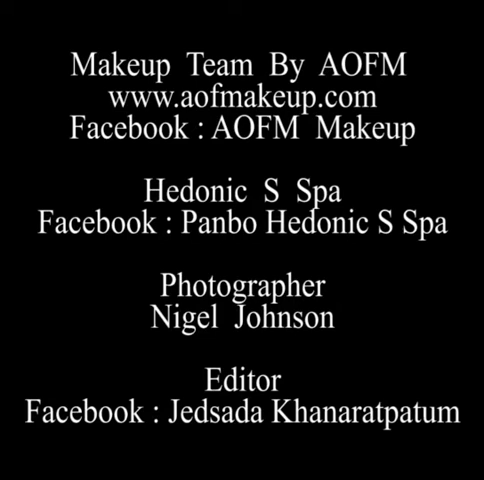 Makeup Team By AOFM
www.aofmakeup.com
Facebook : AOFM Makeup
Hedonic S Spa
Facebook : Panbo Hedonic S Spa
Photographer
Nigel Johnson
Editor
Facebook : Jedsada Khanaratpatum